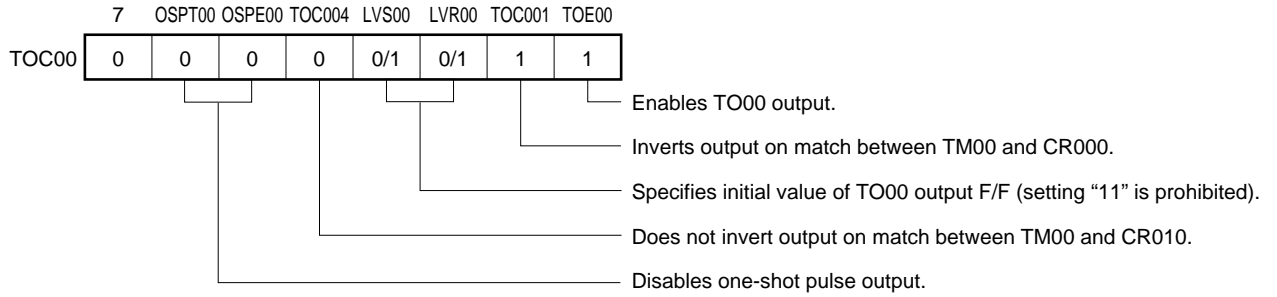 7 OSPT00 OSPE00 TOC004 LVS00 LVR00 TOC001 TOE00
TOC00 0 0 0 0 0/1 0/1 1 1
Enables TO00 output.
Inverts output on match between TM00 and CR000.
Specifies initial value of TO00 output F/F (setting “11” is prohibited).
Does not invert output on match between TM00 and CR010.
Disables one-shot pulse output.